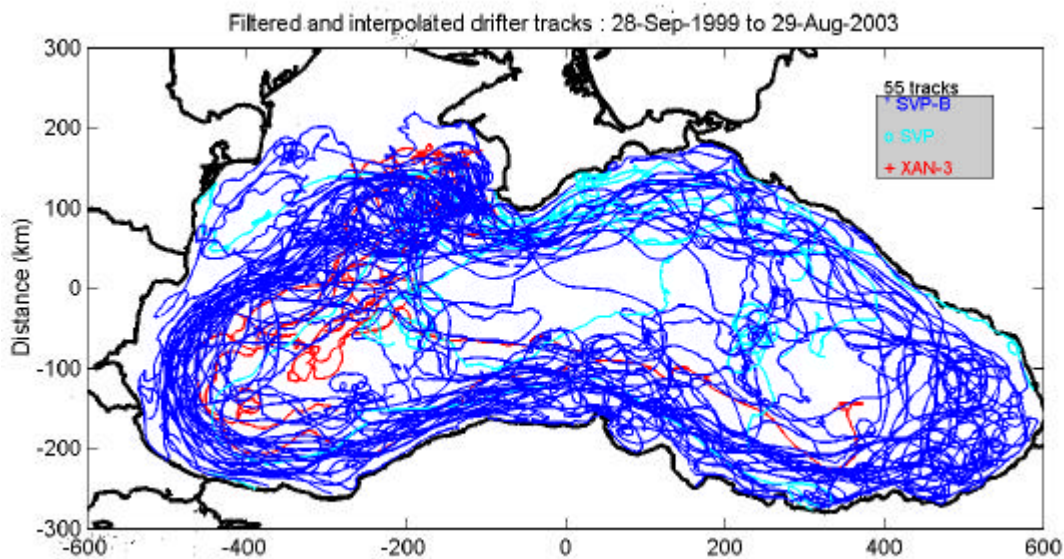 Filtered and interpolated drifter tracks : 28-Sep-1999 to 29-Aug-2003
300
200
100
0
-100
-200
-300
Distance (km)
55 tracks
* SVP-B
o SVP
+ XAN-3
-600
-400
-200
0
200
400
600